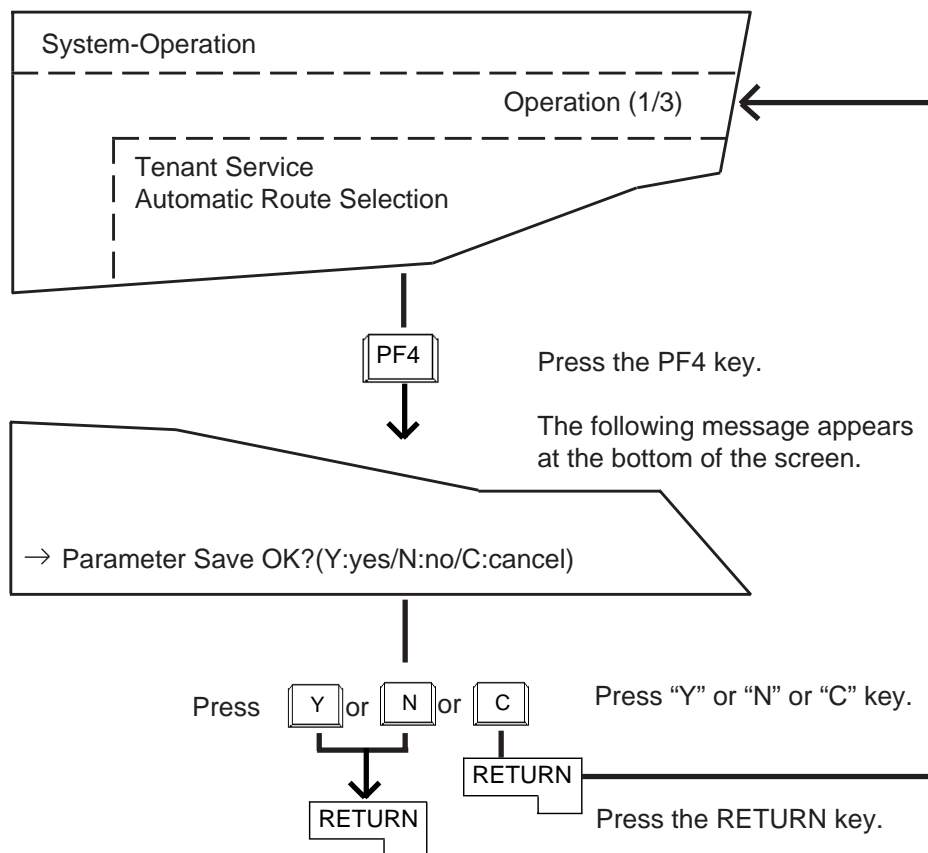 System-Operation
Operation (1/3)
Tenant Service
Automatic Route Selection
PF4
Press the PF4 key.
The following message appears
at the bottom of the screen.
→ Parameter Save OK?(Y:yes/N:no/C:cancel)
Press Y or N or C
Press “Y” or “N” or “C” key.
RETURN
RETURN
Press the RETURN key.